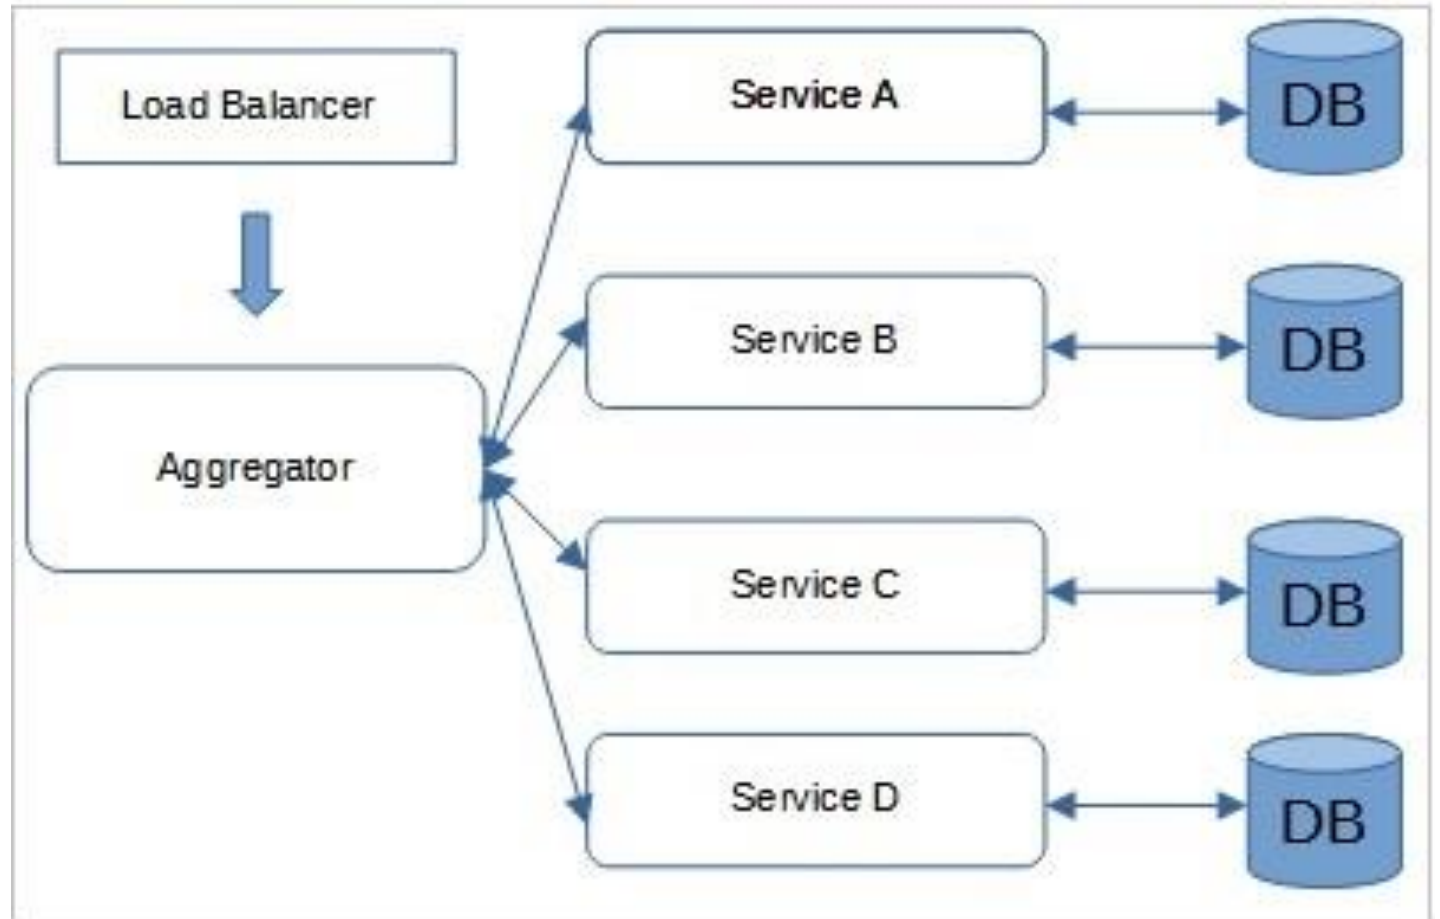 Load Balancer
Aggregator
Service A
DB
Service B
DB
Service C
DB
Service D
DB